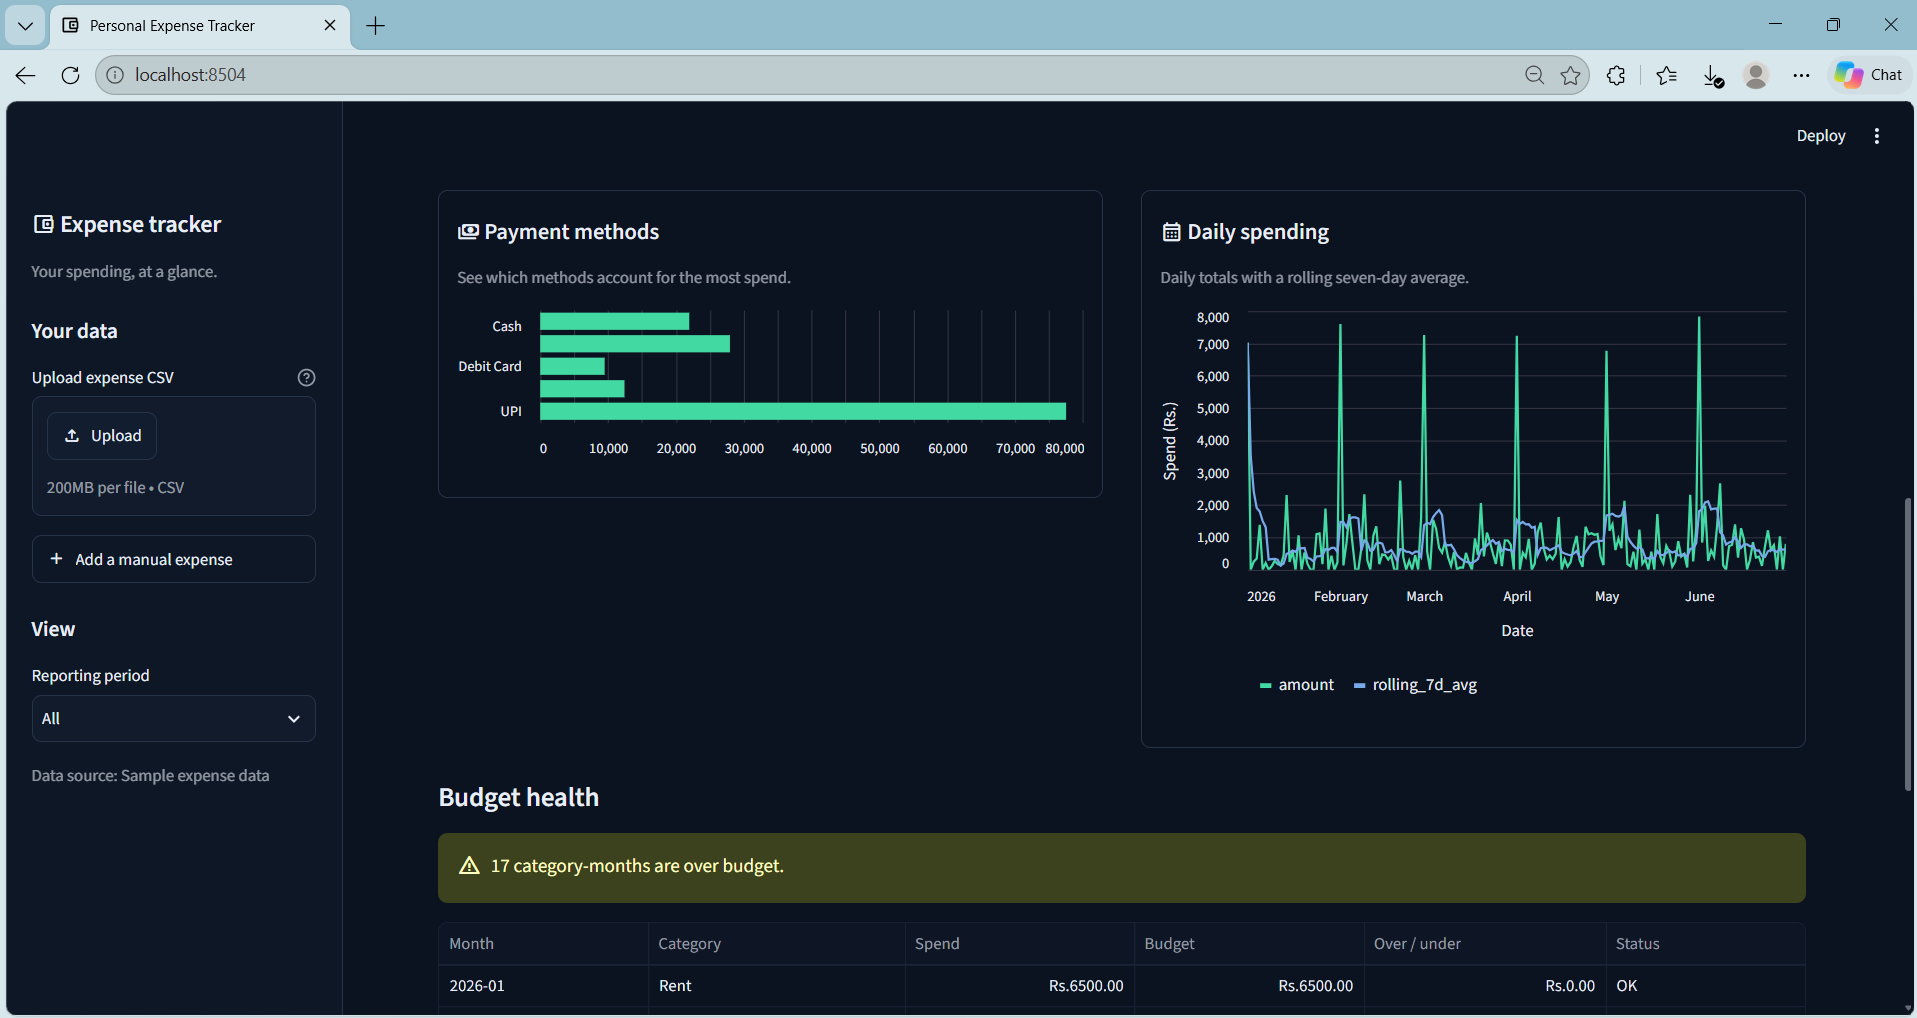 Personal Expense Tracker
localhost:8504
Chat
Deploy
Expense tracker
Your spending, at a glance.
Your data
Upload expense CSV
Upload
200MB per file • CSV
+ Add a manual expense
View
Reporting period
All
Data source: Sample expense data
Payment methods
See which methods account for the most spend.
Cash
Debit Card
UPI
0 10,000 20,000 30,000 40,000 50,000 60,000 70,000 80,000
Daily spending
Daily totals with a rolling seven-day average.
Spend (Rs.)
8,000
7,000
6,000
5,000
4,000
3,000
2,000
1,000
0
2026 February March April May June
Date
amount rolling_7d_avg
Budget health
17 category-months are over budget.
Month Category Spend Budget Over / under Status
2026-01 Rent Rs.6500.00 Rs.6500.00 Rs.0.00 OK